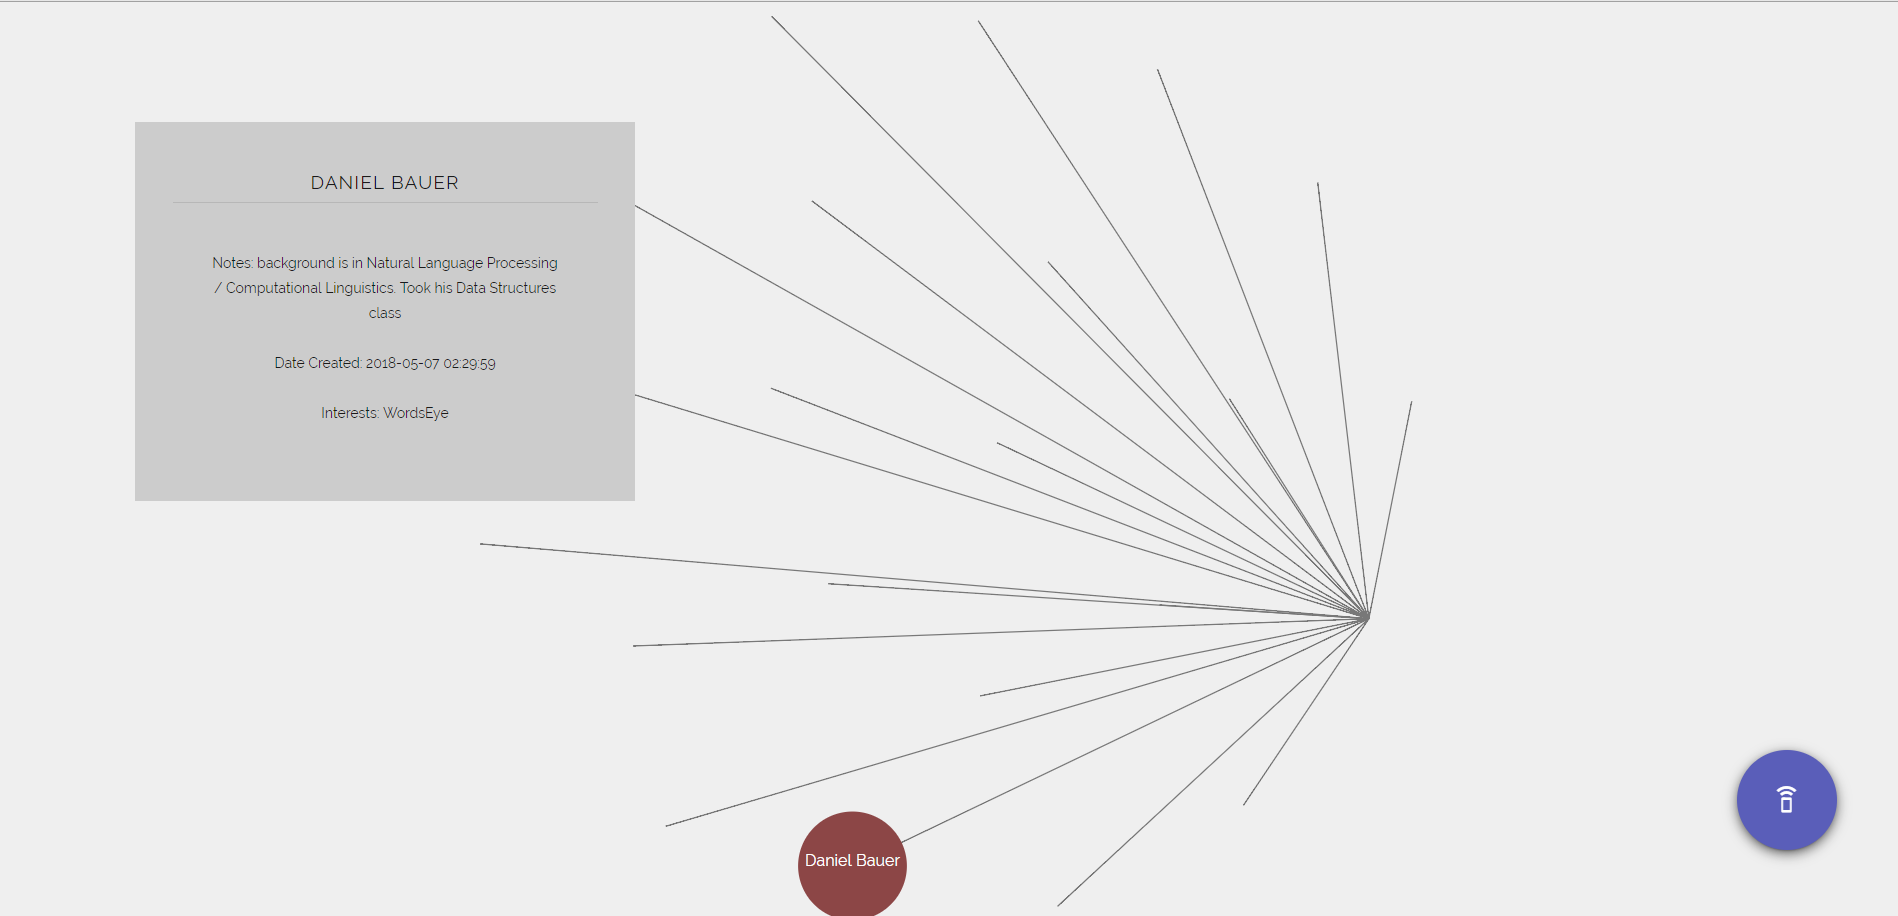 DANIEL BAUER
Notes: background is in Natural Language Processing
/ Computational Linguistics. Took his Data Structures
class
Date Created: 2018-05-07 02:29:59
Interests: WordsEye
Daniel Bauer